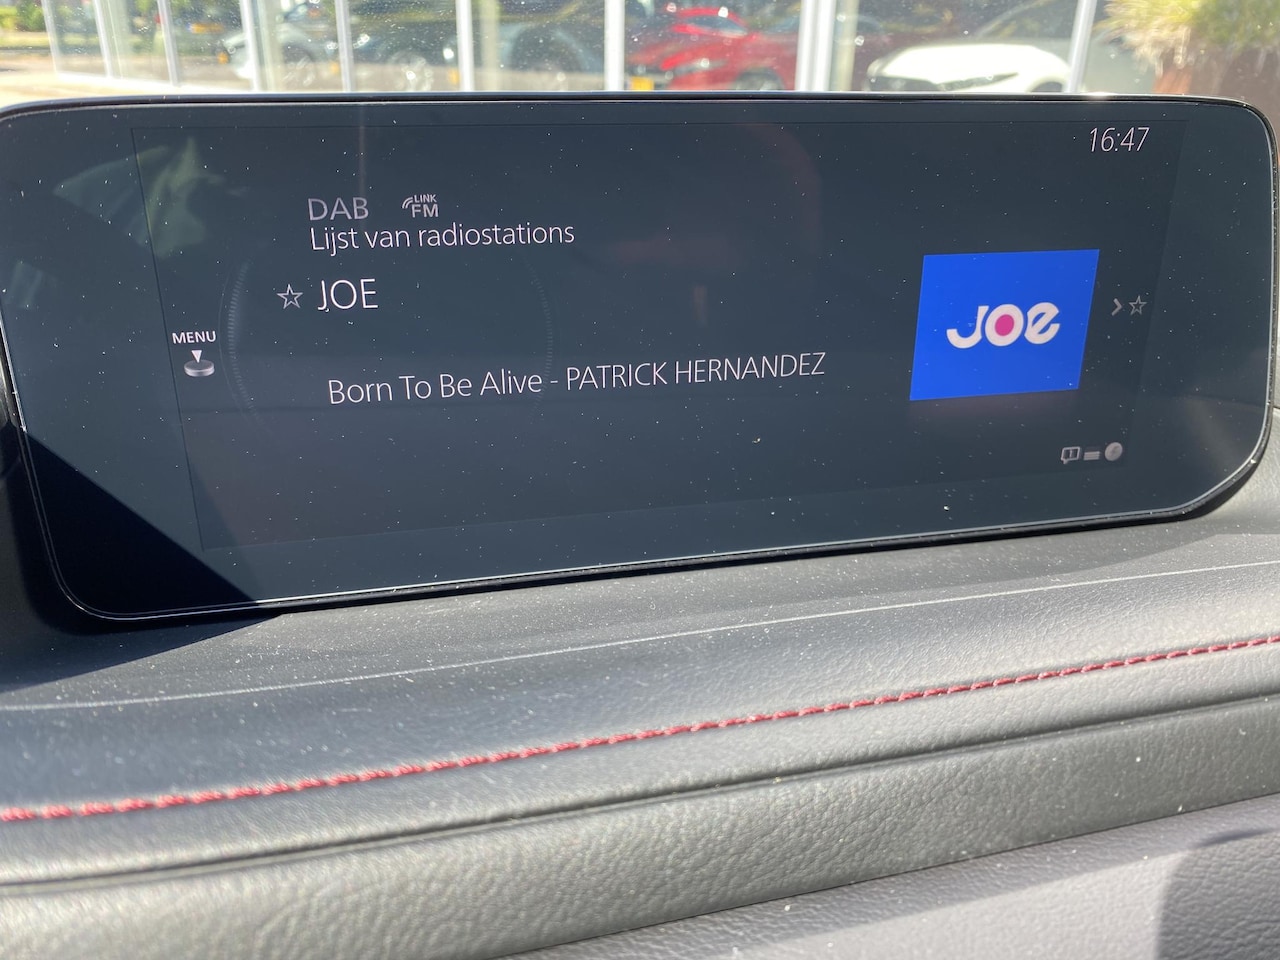 16:47
DAB LINK FM
Lijst van radiostations
JOE
MENU
JOE
Born To Be Alive - PATRICK HERNANDEZ